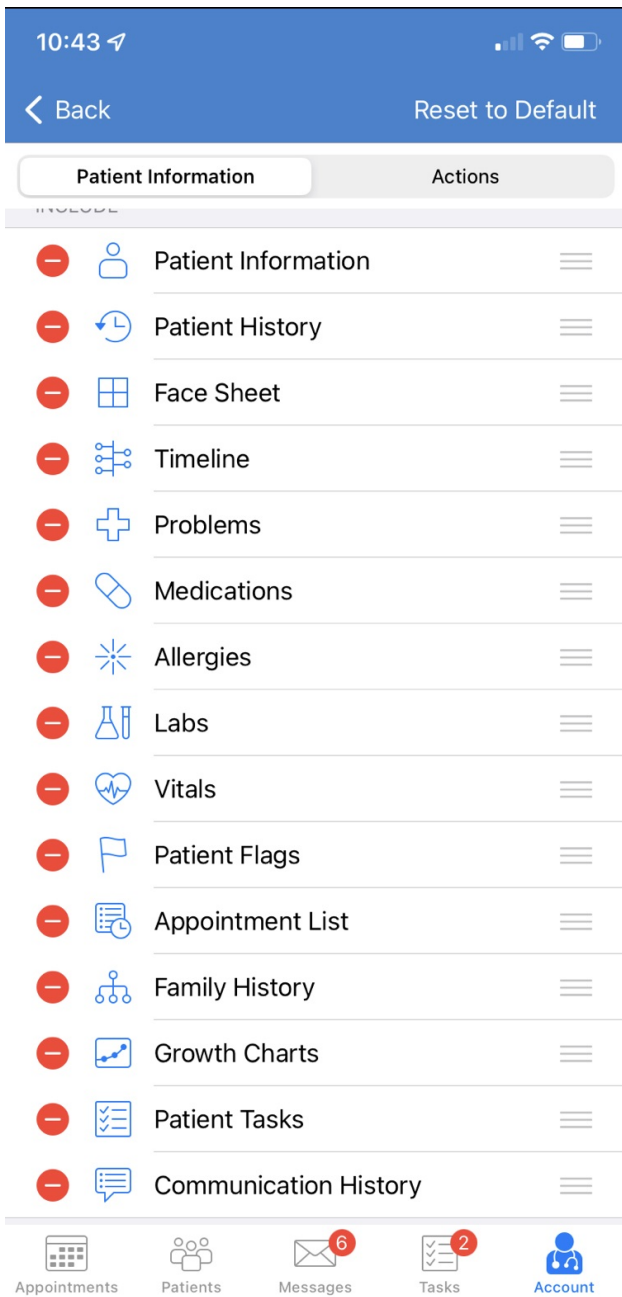 10:43
Back
Reset to Default
Patient Information
Actions
INCLUDE
Patient Information
Patient History
Face Sheet
Timeline
Problems
Medications
Allergies
Labs
Vitals
Patient Flags
Appointment List
Family History
Growth Charts
Patient Tasks
Communication History
6
2
Appointments
Patients
Messages
Tasks
Account